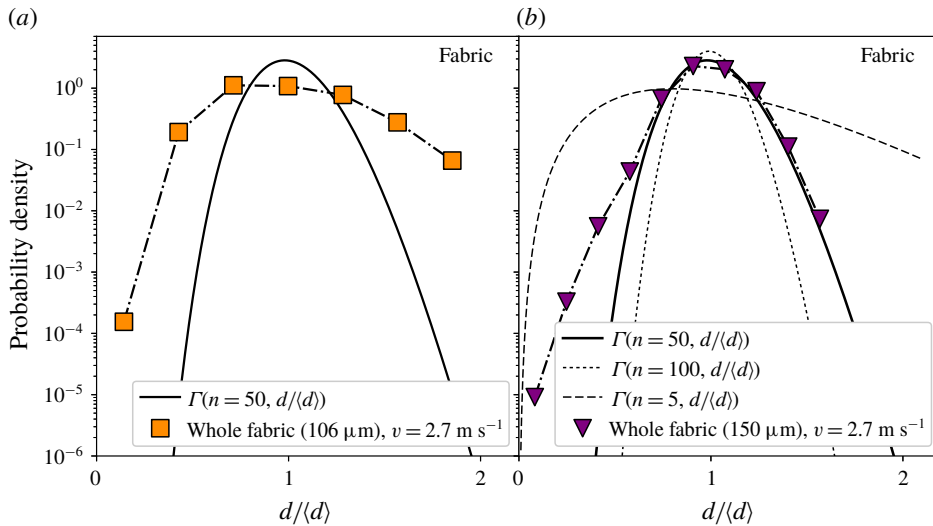 (a)
(b)
Fabric
Fabric
Probability density
10⁰
10⁻¹
10⁻²
10⁻³
10⁻⁴
10⁻⁵
10⁻⁶
Γ(n = 50, d/⟨d⟩)
Whole fabric (106 μm), v = 2.7 m s⁻¹
Γ(n = 50, d/⟨d⟩)
Γ(n = 100, d/⟨d⟩)
Γ(n = 5, d/⟨d⟩)
Whole fabric (150 μm), v = 2.7 m s⁻¹
0 1 2
0 1 2
d/⟨d⟩
d/⟨d⟩